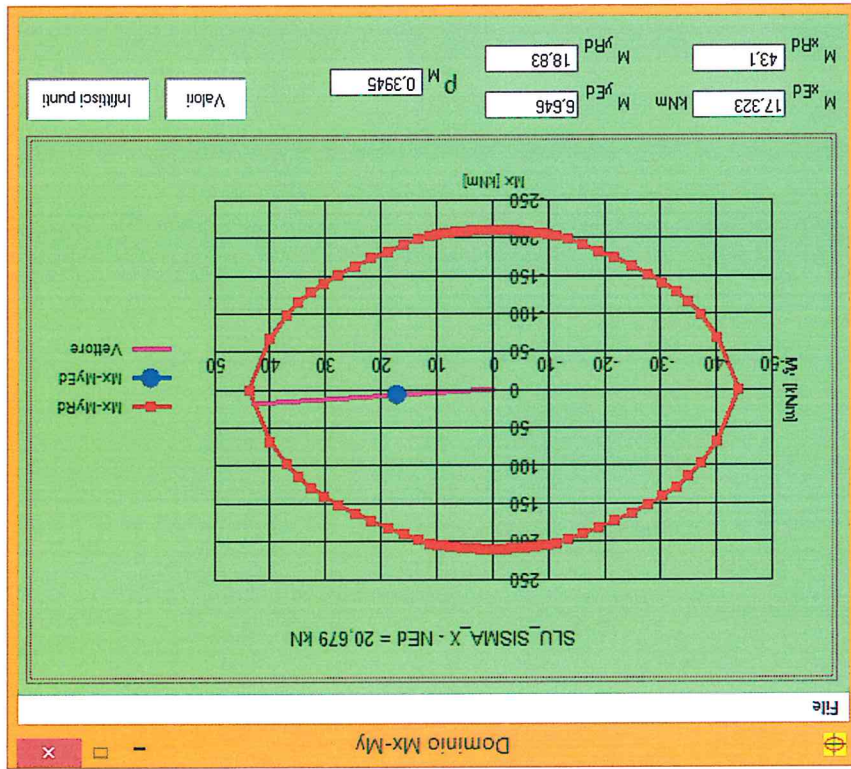 Dominio Mx-My
File
SLU_SISMA_X - NEd = 20,679 kN
250
200
150
100
50
0
-50
-100
-150
-200
-250
-50 -40 -30 -20 -10 0 10 20 30 40 50
My [kNm]
Mx [kNm]
Mx-MyRd
Mx-MyEd
Vettore
M xEd 17,323 kNm
M yEd 6,646
M xRd 43,1
M yRd 18,83
ρ M 0,3945
Valori
Infittisci punti